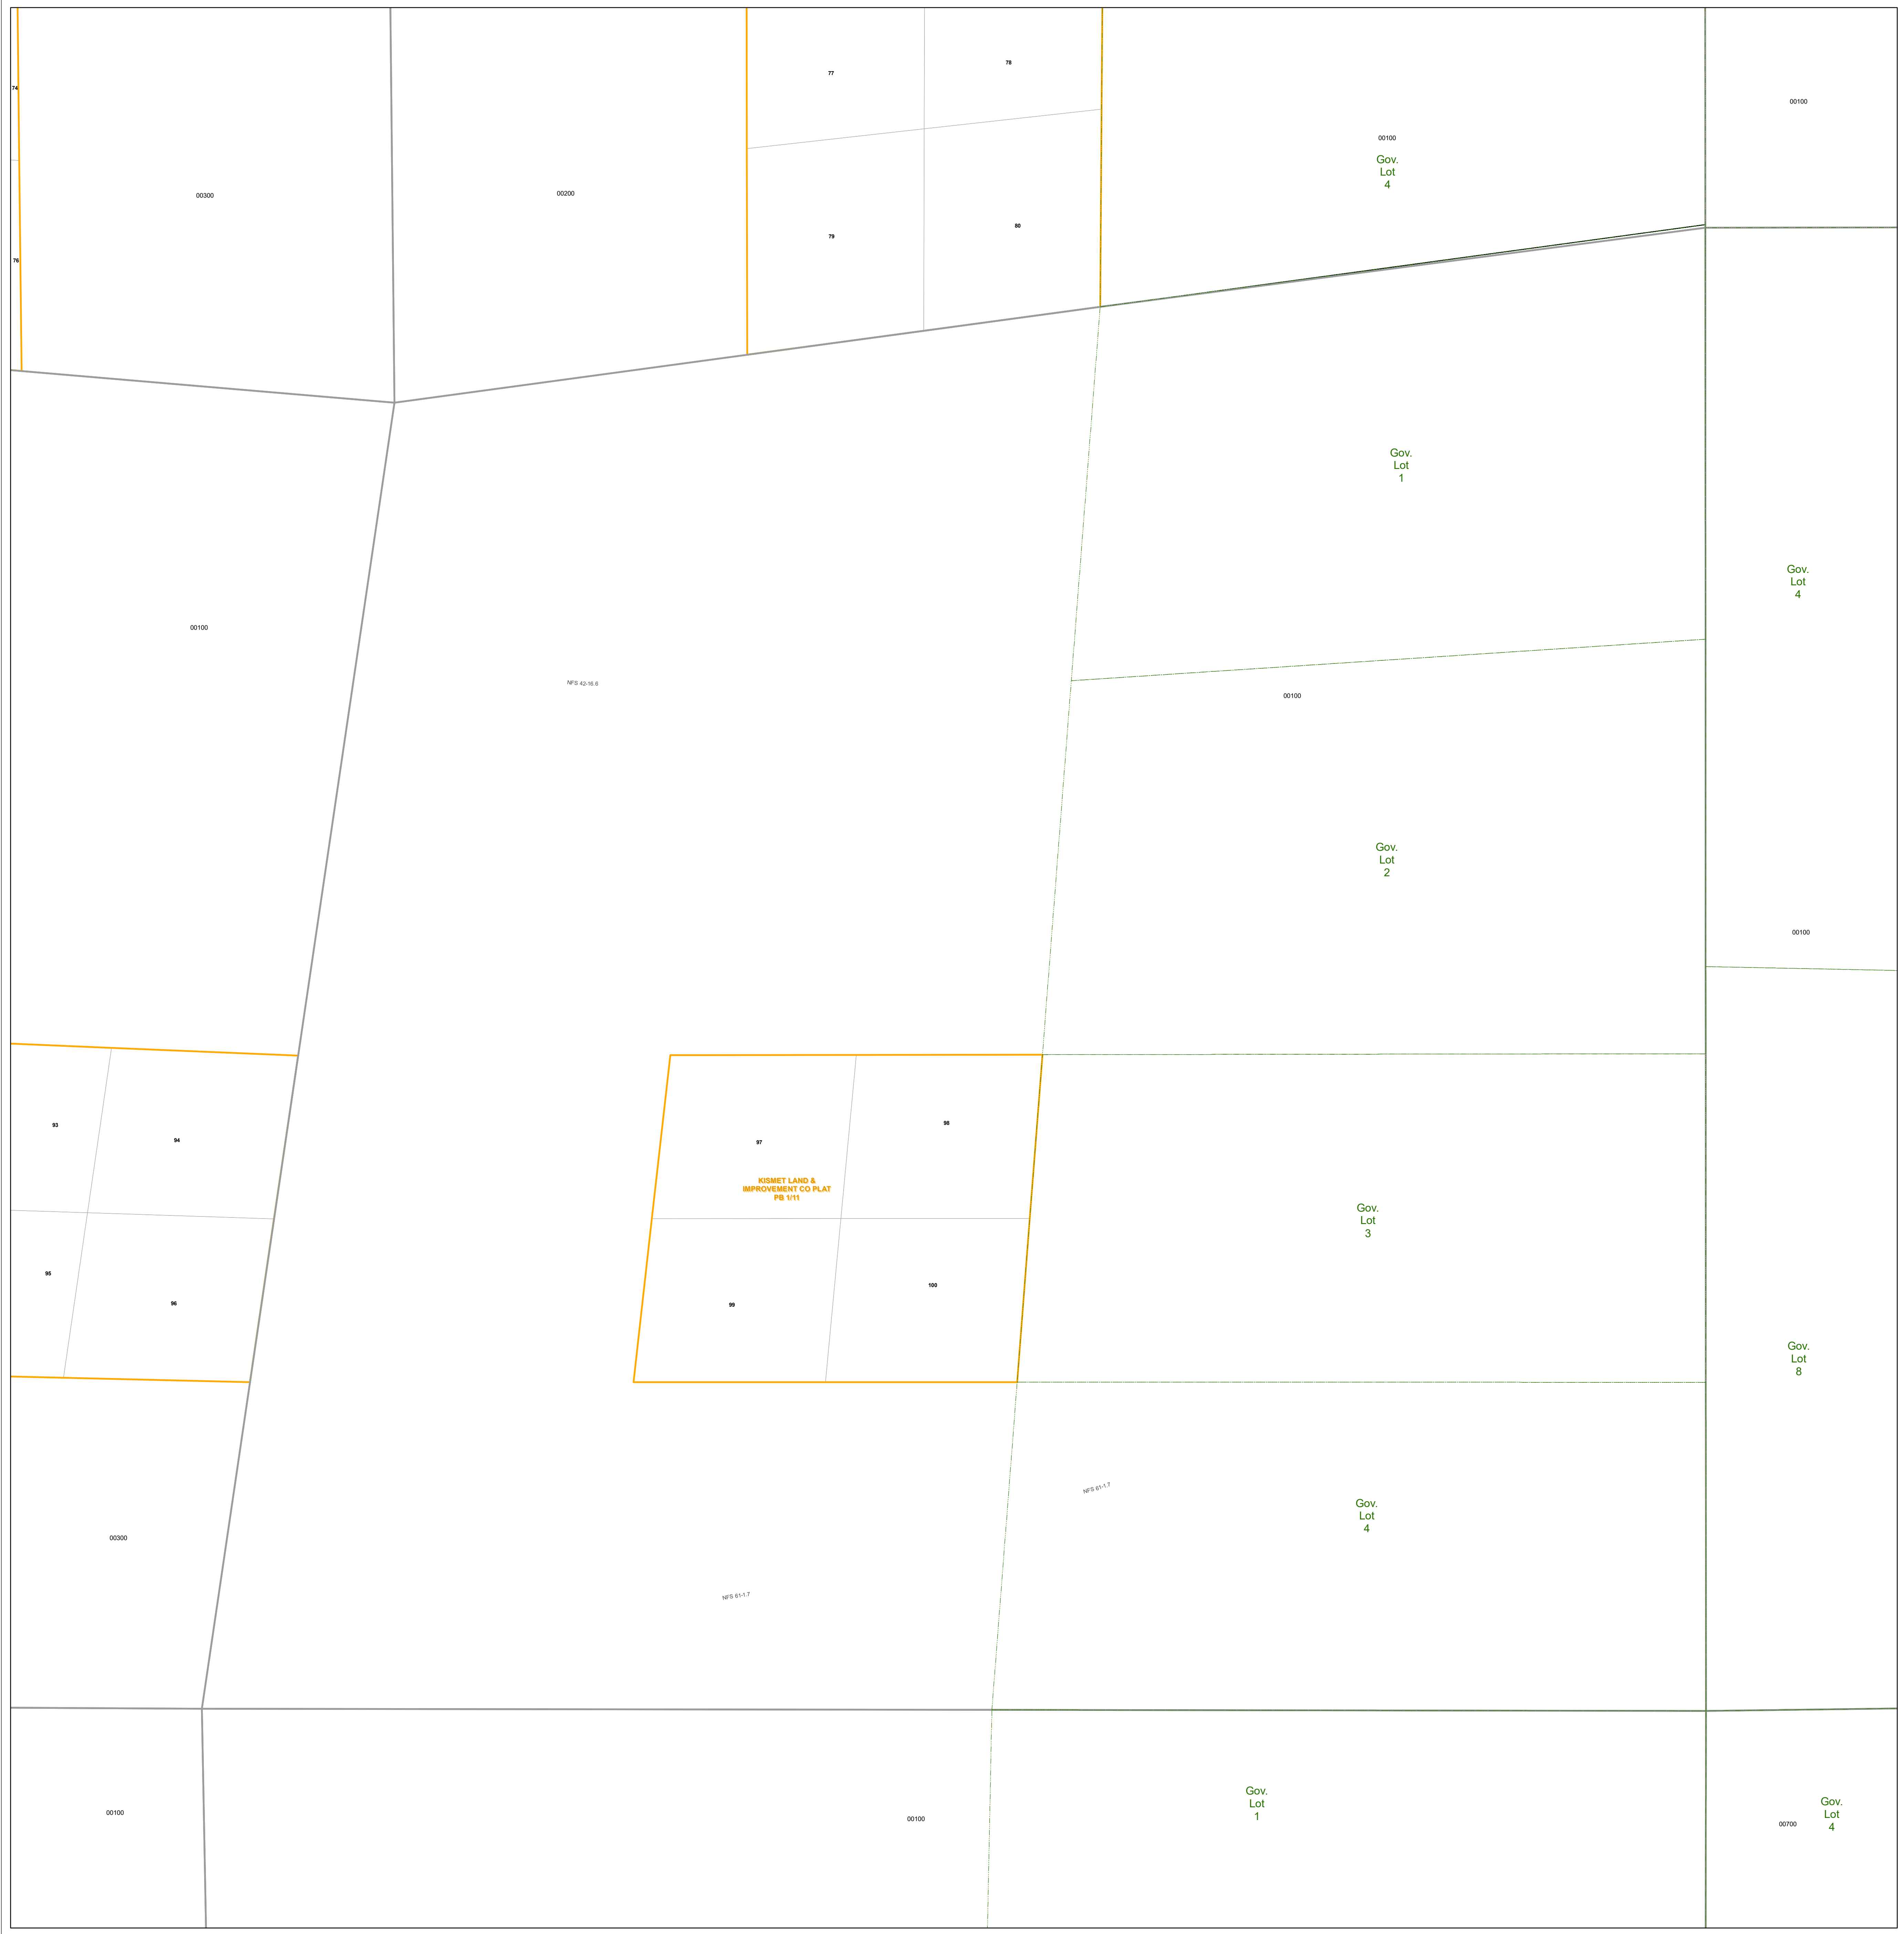 78
77
74
00100
00100
Gov.
Lot
4
00300
00200
80
79
76
Gov.
Lot
1
Gov.
Lot
4
00100
NFS 42-16.6
00100
Gov.
Lot
2
00100
93
94
97
98
KISMET LAND &
IMPROVEMENT CO PLAT
PB 1/11
Gov.
Lot
3
95
96
99
100
Gov.
Lot
8
NFS 61-1.7
Gov.
Lot
4
00300
NFS 61-1.7
Gov.
Lot
1
Gov.
Lot
4
00100
00100
00700